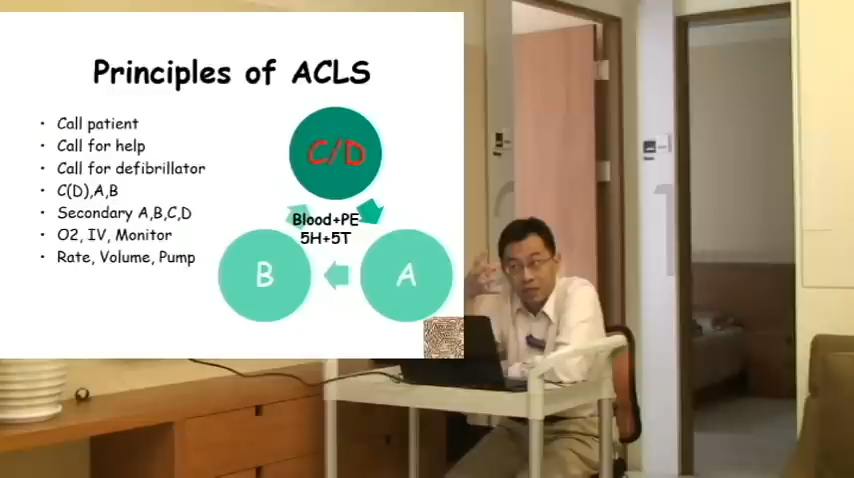 Principles of ACLS
• Call patient
• Call for help
• Call for defibrillator
• C(D),A,B
• Secondary A,B,C,D
• O2, IV, Monitor
• Rate, Volume, Pump
C/D
Blood+PE
5H+5T
B
A